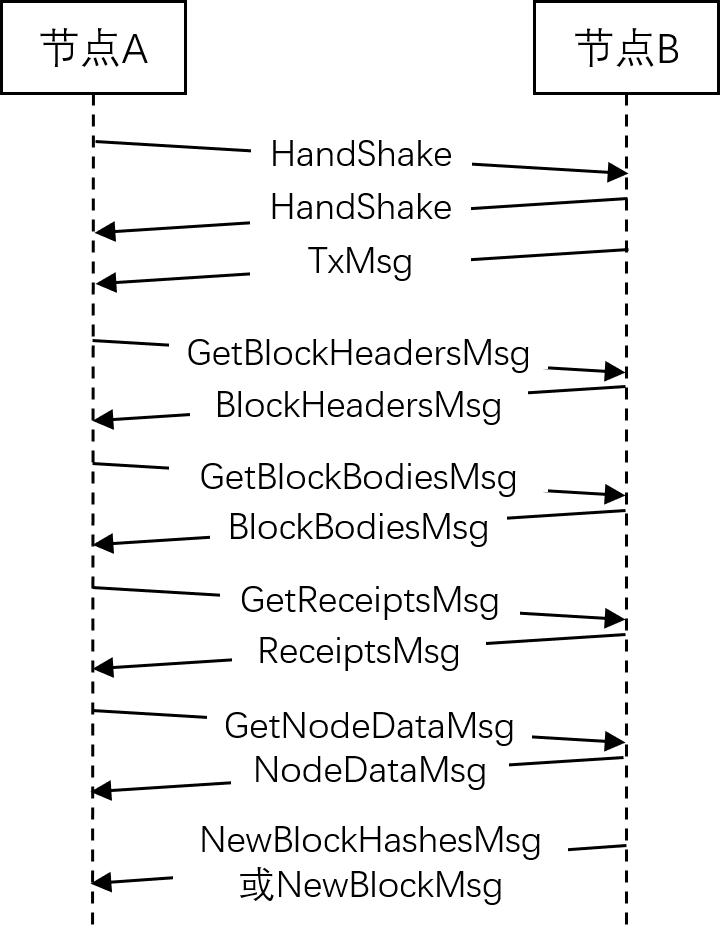 节点A
节点B
HandShake
HandShake
TxMsg
GetBlockHeadersMsg
BlockHeadersMsg
GetBlockBodiesMsg
BlockBodiesMsg
GetReceiptsMsg
ReceiptsMsg
GetNodeDataMsg
NodeDataMsg
NewBlockHashesMsg
或NewBlockMsg